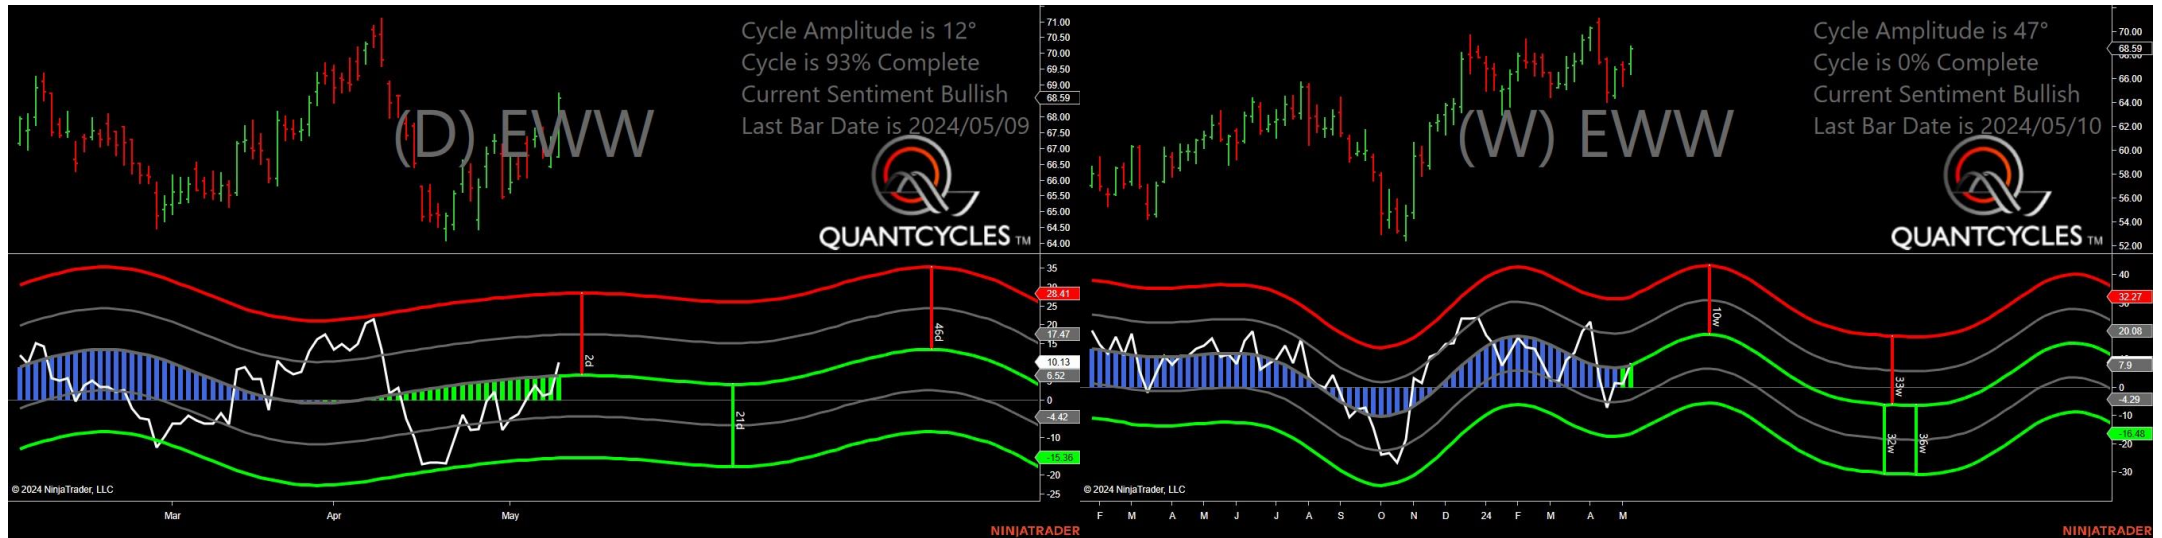 Cycle Amplitude is 12°
Cycle is 93% Complete
Current Sentiment Bullish
Last Bar Date is 2024/05/09
(D) EWW
QUANTCYCLES TM
71.00
70.50
70.00
69.50
69.00
68.59
68.00
67.50
67.00
66.50
66.00
65.50
65.00
64.50
64.00
35
28.41
25
20
17.47
15
10.13
6.52
0
-4.42
-10
-15.36
-20
-25
2d
21d
46d
© 2024 NinjaTrader, LLC
Mar Apr May
NINJATRADER
Cycle Amplitude is 47°
Cycle is 0% Complete
Current Sentiment Bullish
Last Bar Date is 2024/05/10
(W) EWW
QUANTCYCLES TM
70.00
68.59
66.00
64.00
62.00
60.00
58.00
56.00
54.00
52.00
40
32.27
20.08
7.9
0
-4.29
-10
-16.48
-20
-30
10w
33w
32w
36w
© 2024 NinjaTrader, LLC
F M A M J J A S O N D 24 F M A M
NINJATRADER